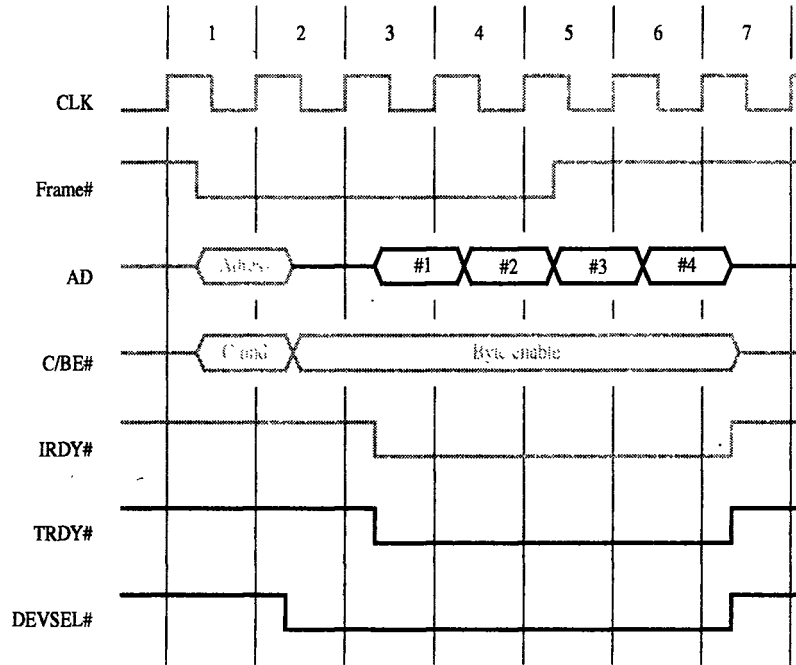 1 2 3 4 5 6 7
CLK
Frame#
AD #1 #2 #3 #4
C/BE# Byte enable
IRDY#
TRDY#
DEVSEL#